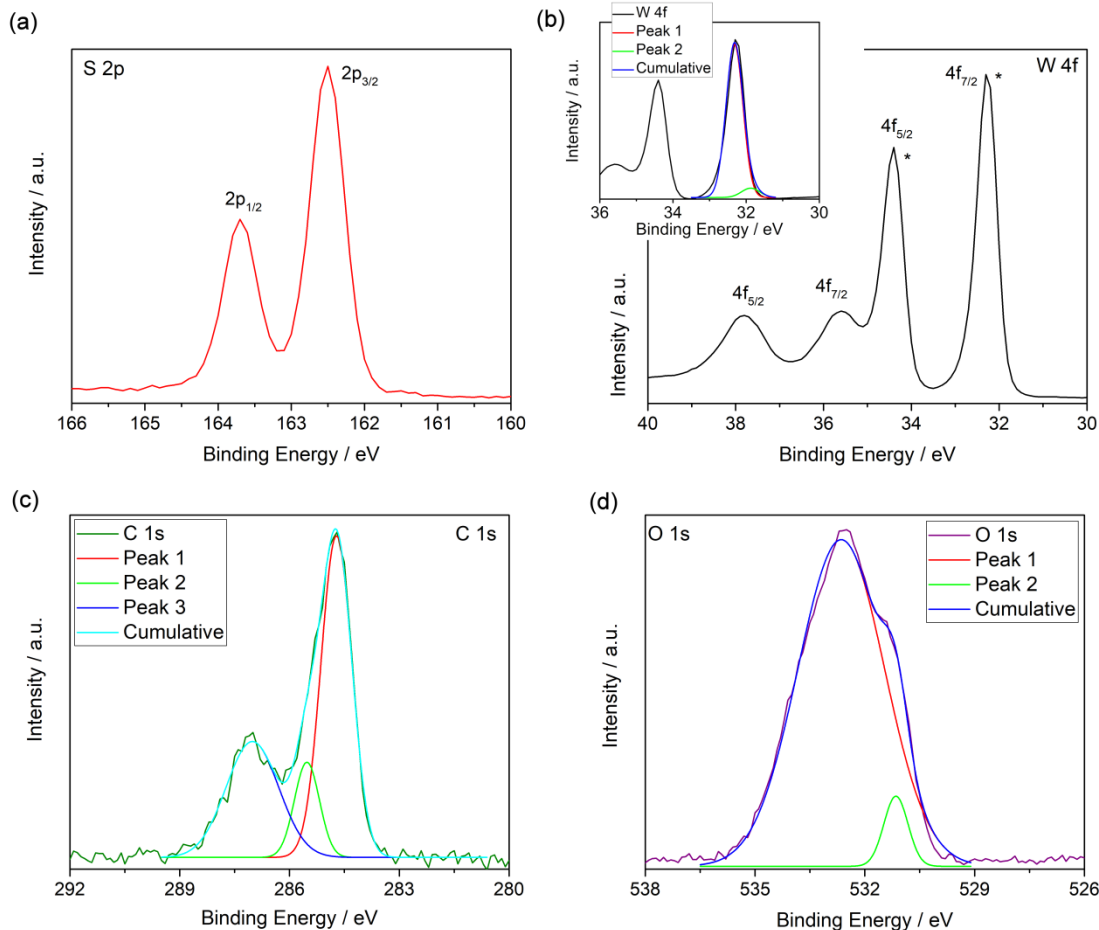 (a)
S 2p
2p3/2
2p1/2
Intensity / a.u.
166 165 164 163 162 161 160
Binding Energy / eV
(b)
W 4f
Peak 1
Peak 2
Cumulative
Intensity / a.u.
36 34 32 30
Binding Energy / eV
W 4f
4f7/2 *
4f5/2
*
4f7/2
4f5/2
Intensity / a.u.
40 38 36 34 32 30
Binding Energy / eV
(c)
C 1s
Peak 1
Peak 2
Peak 3
Cumulative
C 1s
Intensity / a.u.
292 289 286 283 280
Binding Energy / eV
(d)
O 1s
O 1s
Peak 1
Peak 2
Cumulative
Intensity / a.u.
538 535 532 529 526
Binding Energy / eV